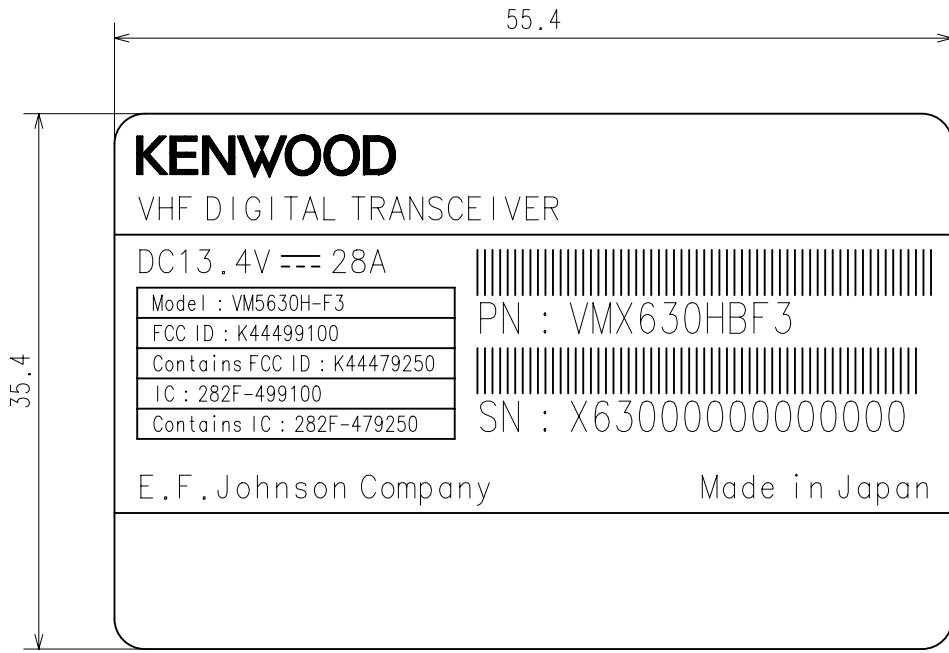 55.4
35.4
KENWOOD
VHF DIGITAL TRANSCEIVER
DC13.4V ⎓ 28A
Model : VM5630H-F3
FCC ID : K44499100
Contains FCC ID : K44479250
IC : 282F-499100
Contains IC : 282F-479250
PN : VMX630HBF3
SN : X63000000000000
E.F.Johnson Company
Made in Japan